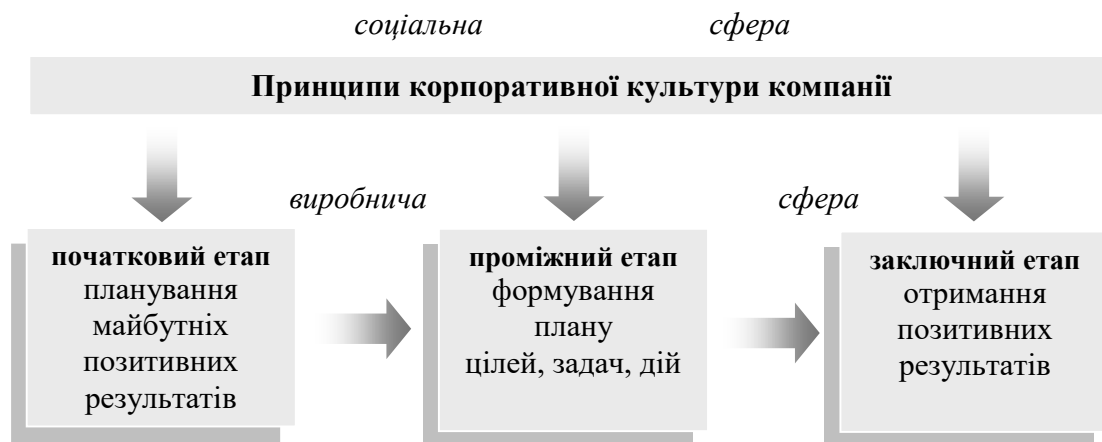 соціальна сфера
Принципи корпоративної культури компанії
виробнича сфера
початковий етап
планування
майбутніх
позитивних
результатів
проміжний етап
формування
плану
цілей, задач, дій
заключний етап
отримання
позитивних
результатів